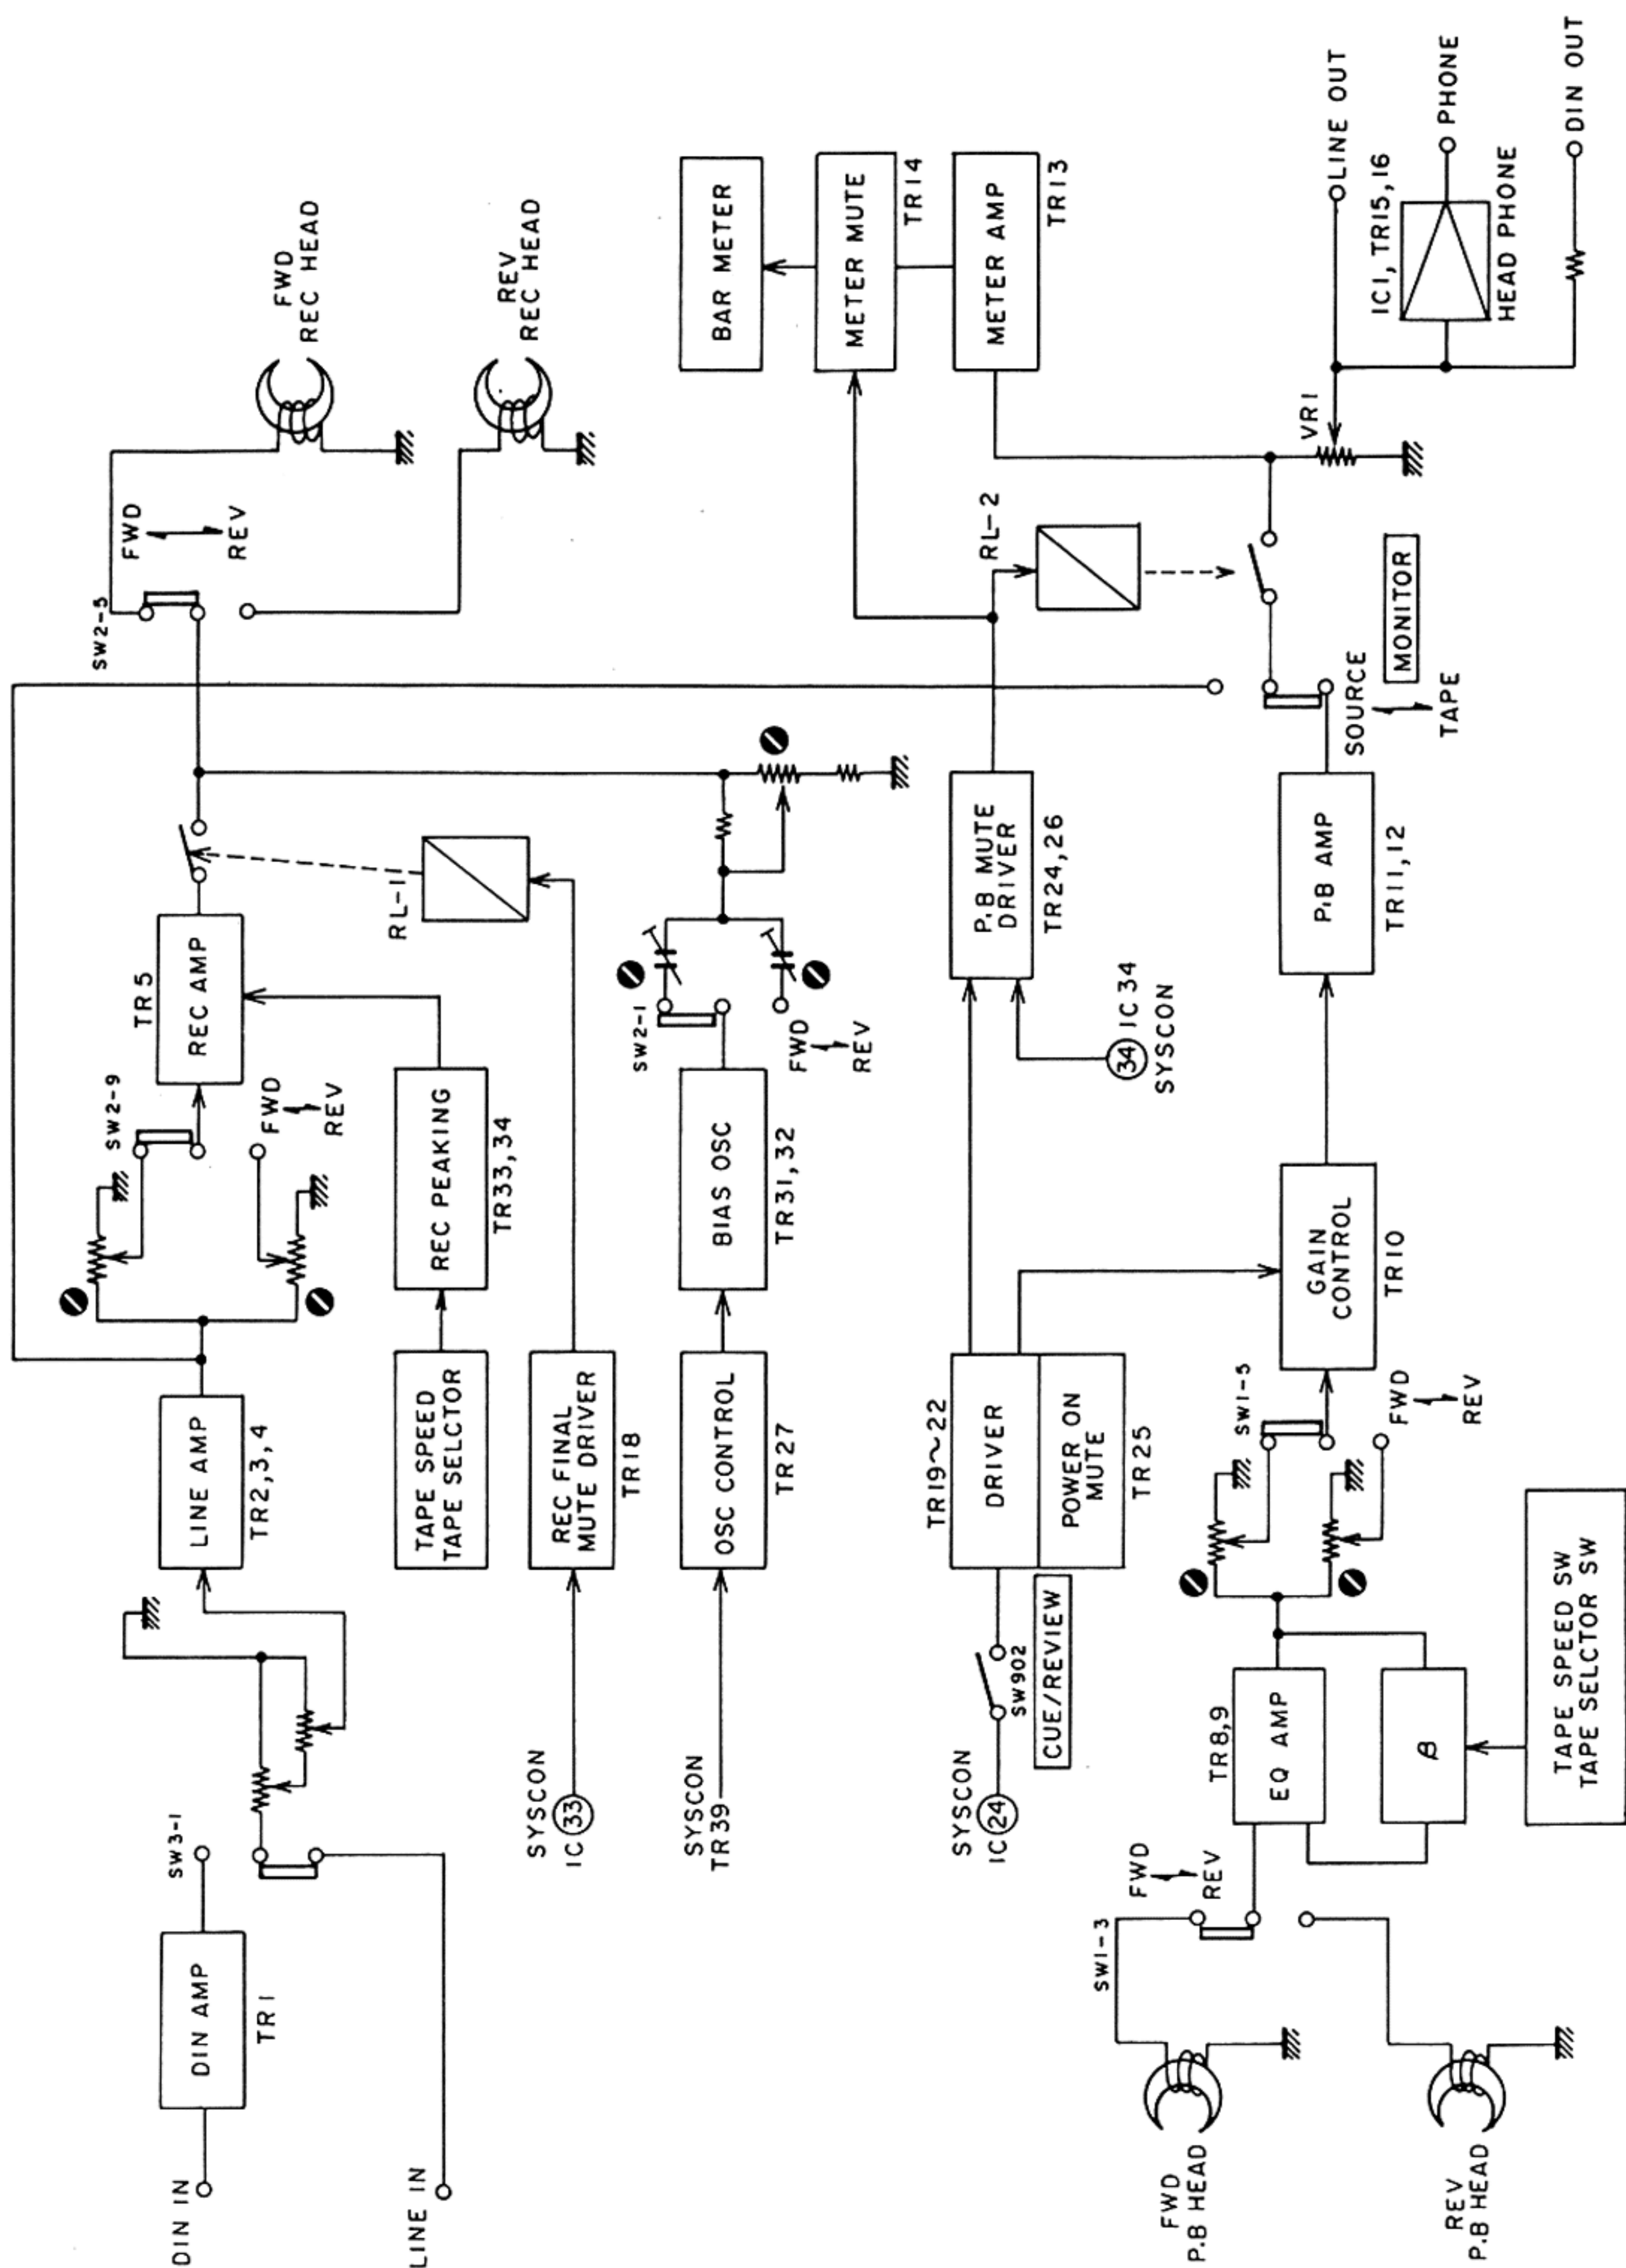 DIN IN
DIN AMP
TR1
LINE IN
SW3-1
LINE AMP
TR2,3,4
SW2-9
FWD
REV
TR5
REC AMP
RL-1
SW2-5
FWD
REV
FWD
REC HEAD
REV
REC HEAD
TAPE SPEED
TAPE SELCTOR
REC PEAKING
TR33,34
SYSCON
IC 33
REC FINAL
MUTE DRIVER
TR18
SYSCON
TR39
OSC CONTROL
TR27
BIAS OSC
TR31,32
SW2-1
FWD
REV
BAR METER
METER MUTE
TR14
METER AMP
TR13
SYSCON
IC 24
SW902
CUE/REVIEW
TR19~22
DRIVER
POWER ON
MUTE
TR25
P.B MUTE
DRIVER
TR24,26
34 IC34
SYSCON
RL-2
FWD
P.B HEAD
REV
P.B HEAD
SW1-3
FWD
REV
TR8,9
EQ AMP
β
TAPE SPEED SW
TAPE SELCTOR SW
SW1-5
FWD
REV
GAIN
CONTROL
TR10
P.B AMP
TR11,12
SOURCE
TAPE
MONITOR
VR1
LINE OUT
IC1, TR15,16
PHONE
HEAD PHONE
DIN OUT